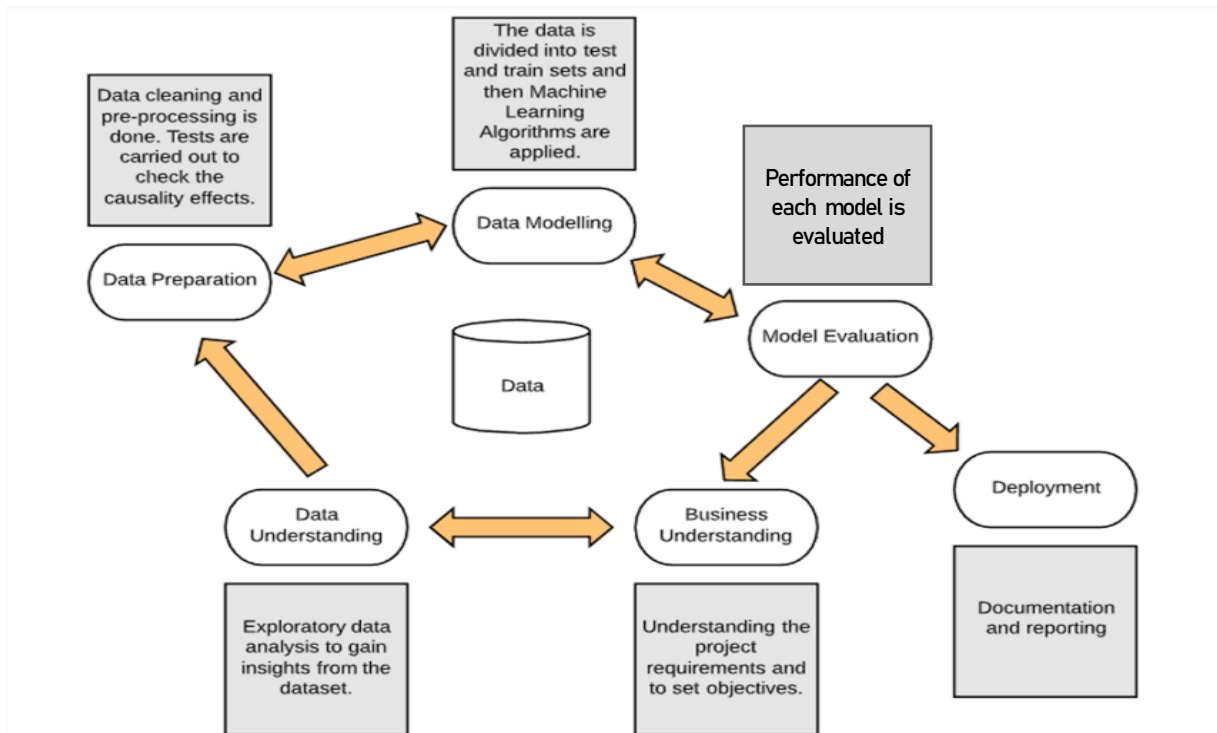 The data is
divided into test
and train sets and
then Machine
Learning
Algorithms are
applied.
Data cleaning and
pre-processing is
done. Tests are
carried out to
check the
causality effects.
Performance of
each model is
evaluated
Data Modelling
Data Preparation
Model Evaluation
Data
Deployment
Data
Understanding
Business
Understanding
Documentation
and reporting
Exploratory data
analysis to gain
insights from the
dataset.
Understanding the
project
requirements and
to set objectives.